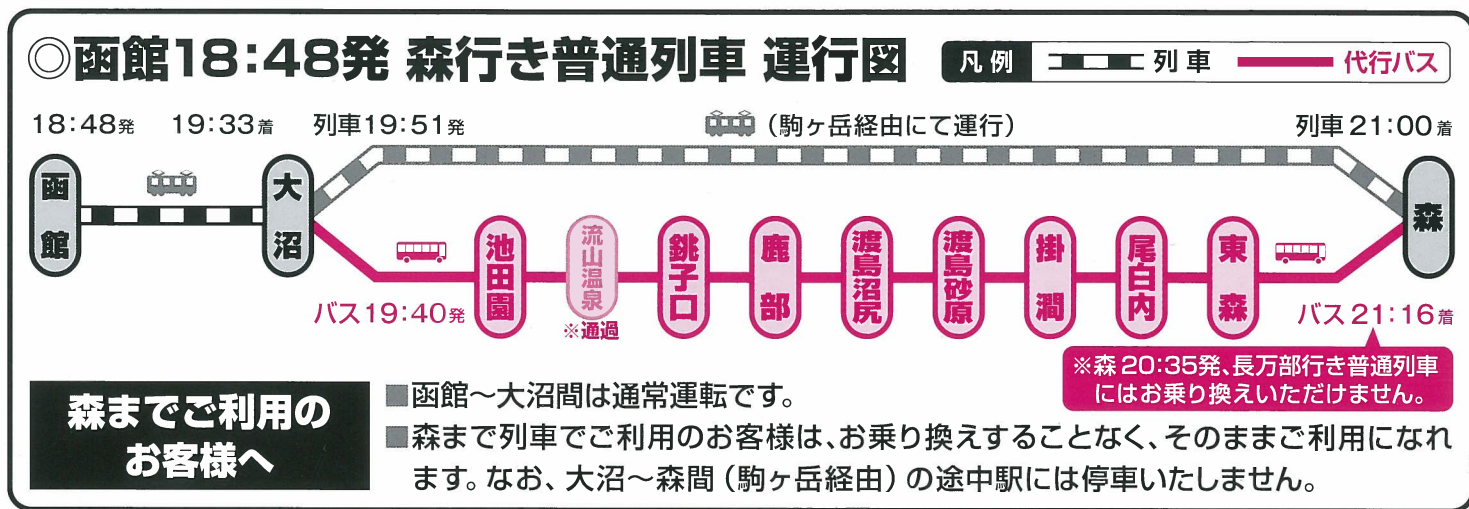 ◎函館18:48発 森行き普通列車 運行図
凡例 列車 代行バス
18:48発 19:33着 列車19:51発 (駒ヶ岳経由にて運行) 列車21:00着
函館
大沼
森
池田園
流山温泉
※通過
銚子口
鹿部
渡島沼尻
渡島砂原
掛澗
尾白内
東森
バス19:40発
バス21:16着
※森20:35発、長万部行き普通列車
にはお乗り換えいただけません。
森までご利用の
お客様へ
■函館～大沼間は通常運転です。
■森まで列車でご利用のお客様は、お乗り換えすることなく、そのままご利用になれ
ます。なお、大沼～森間(駒ヶ岳経由)の途中駅には停車いたしません。